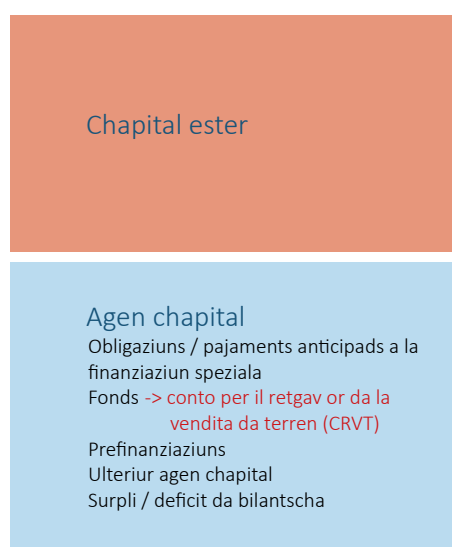 Chapital ester
Agen chapital
Obligaziuns / pajaments anticipads a la
finanziaziun speziala
Fonds -> conto per il retgav or da la
vendita da terren (CRVT)
Prefinanziaziuns
Ulteriur agen chapital
Surpli / deficit da bilantscha